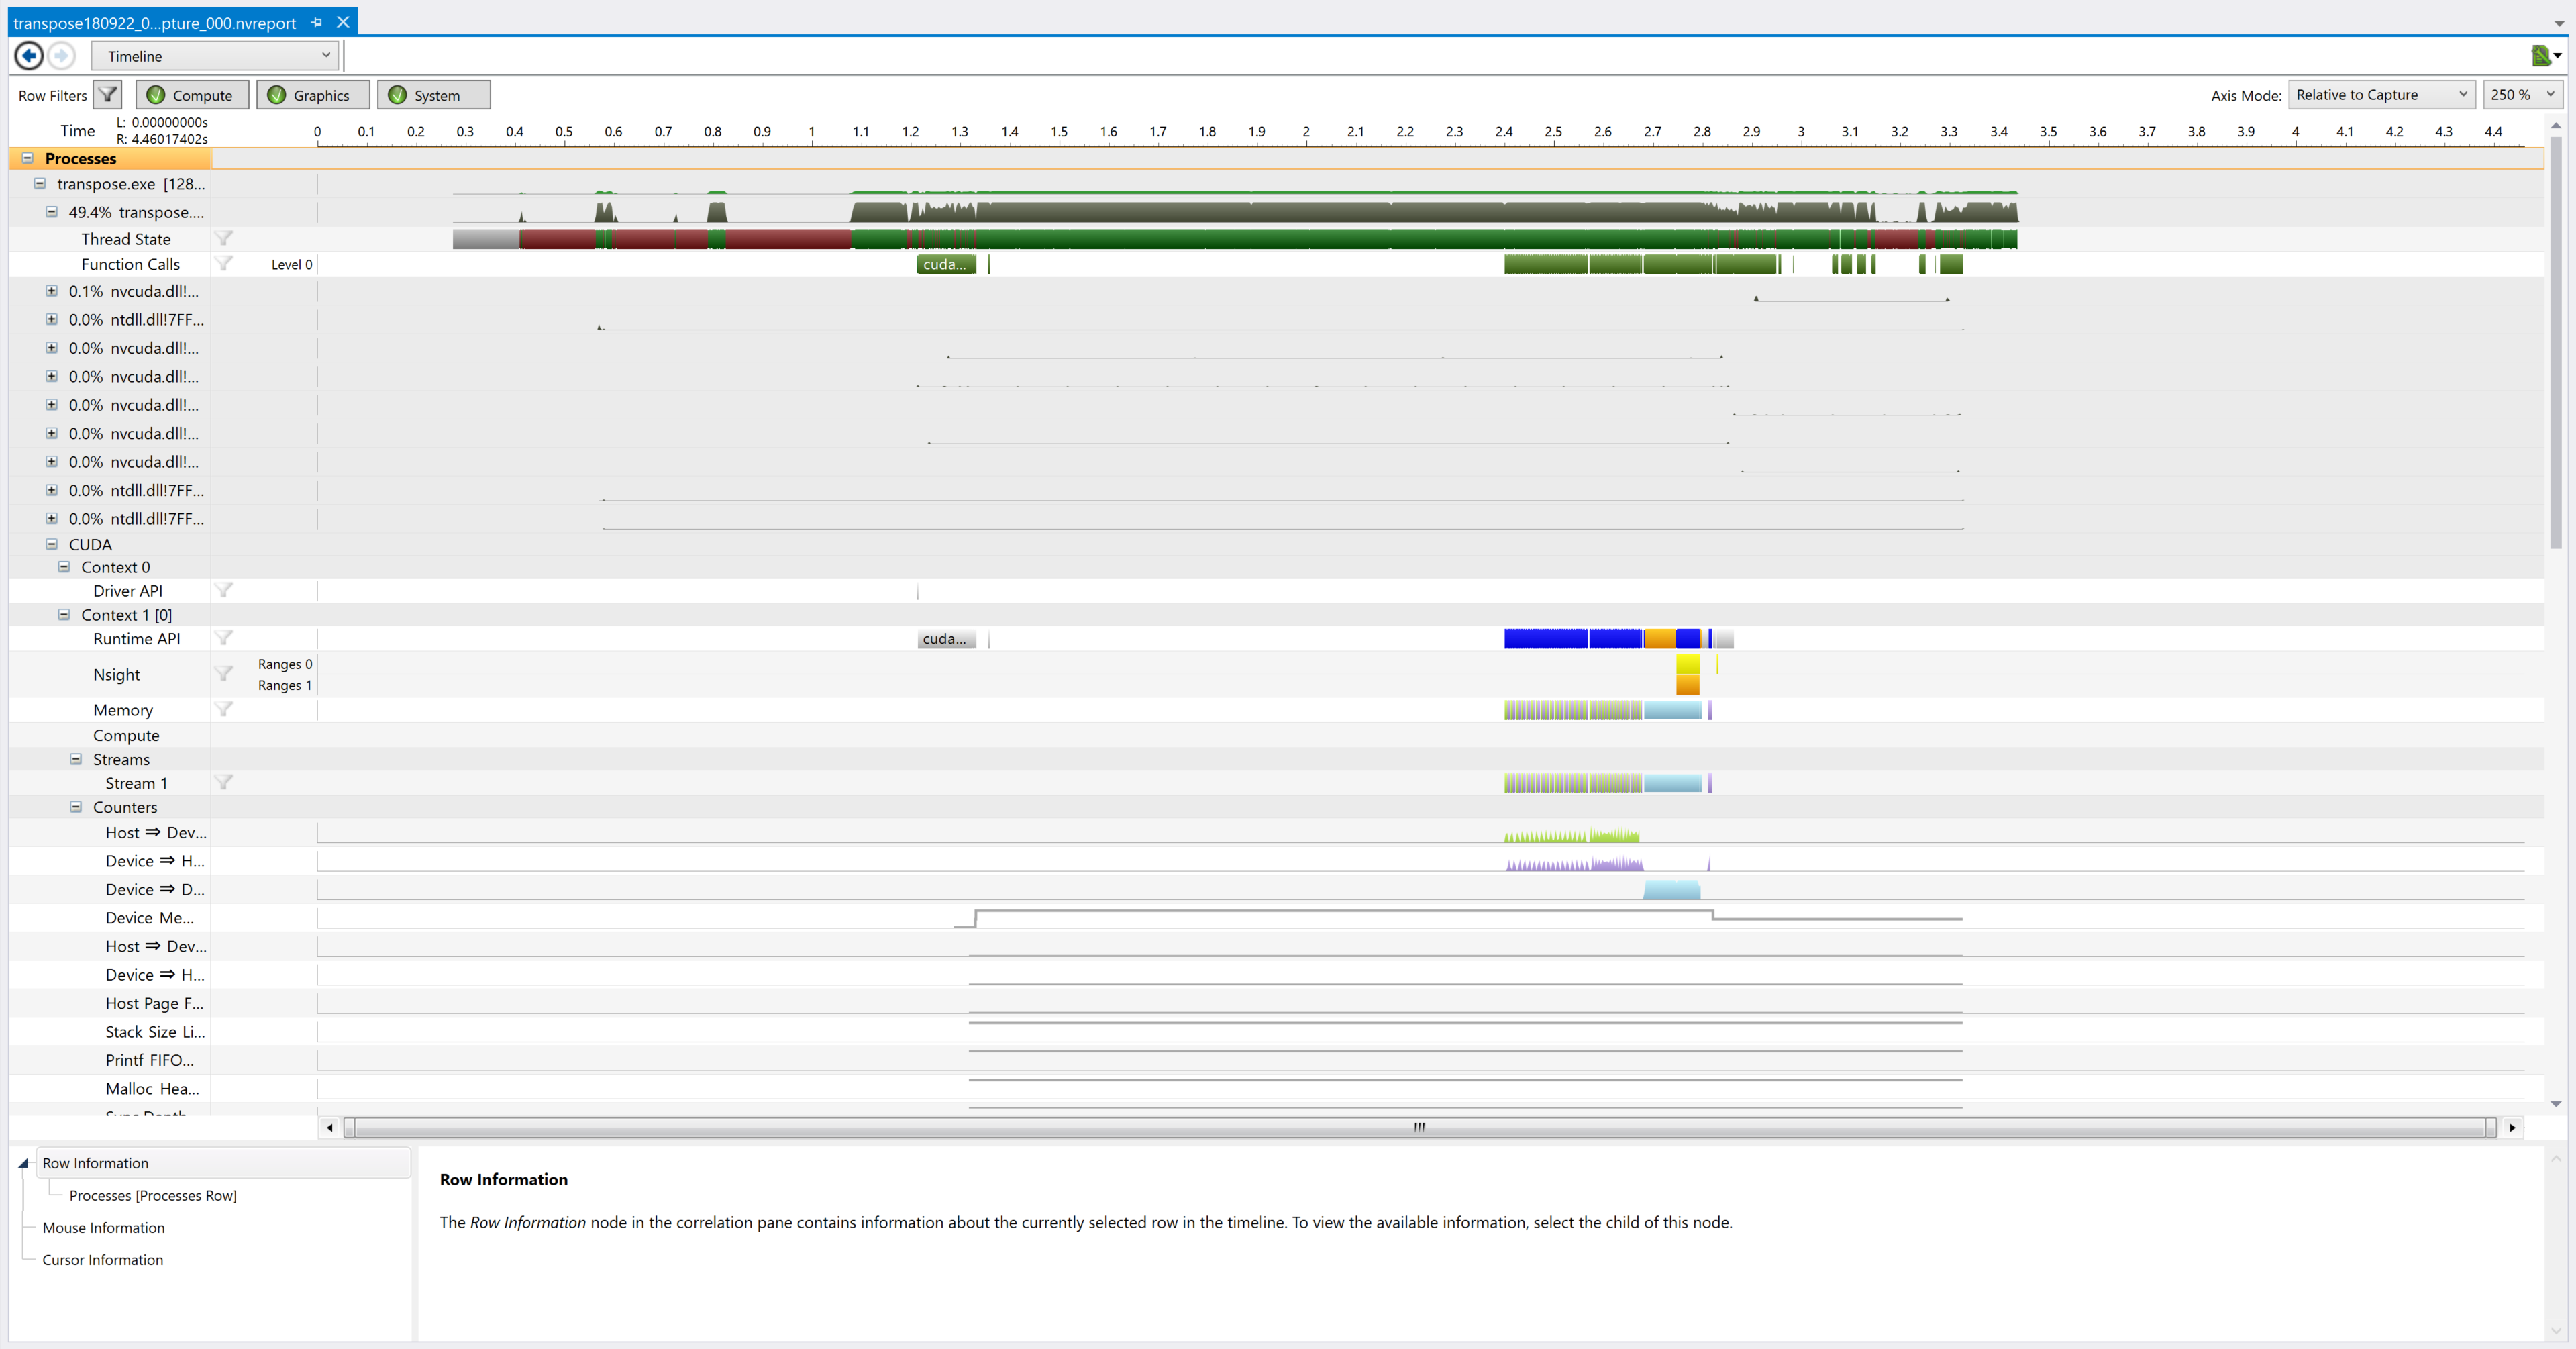 transpose180922_0...pture_000.nvreport
Timeline
Row Filters Compute Graphics System Axis Mode: Relative to Capture 250 %
Time L: 0.00000000s
R: 4.46017402s
0 0.1 0.2 0.3 0.4 0.5 0.6 0.7 0.8 0.9 1 1.1 1.2 1.3 1.4 1.5 1.6 1.7 1.8 1.9 2 2.1 2.2 2.3 2.4 2.5 2.6 2.7 2.8 2.9 3 3.1 3.2 3.3 3.4 3.5 3.6 3.7 3.8 3.9 4 4.1 4.2 4.3 4.4
Processes
transpose.exe [128...
49.4% transpose....
Thread State
Function Calls Level 0 cuda...
0.1% nvcuda.dll!...
0.0% ntdll.dll!7FF...
0.0% nvcuda.dll!...
0.0% nvcuda.dll!...
0.0% nvcuda.dll!...
0.0% nvcuda.dll!...
0.0% nvcuda.dll!...
0.0% ntdll.dll!7FF...
0.0% ntdll.dll!7FF...
CUDA
Context 0
Driver API
Context 1 [0]
Runtime API cuda...
Nsight Ranges 0
Ranges 1
Memory
Compute
Streams
Stream 1
Counters
Host ⇒ Dev...
Device ⇒ H...
Device ⇒ D...
Device Me...
Host ⇒ Dev...
Device ⇒ H...
Host Page F...
Stack Size Li...
Printf FIFO...
Malloc Hea...
Row Information
Processes [Processes Row]
Mouse Information
Cursor Information
Row Information
The Row Information node in the correlation pane contains information about the currently selected row in the timeline. To view the available information, select the child of this node.